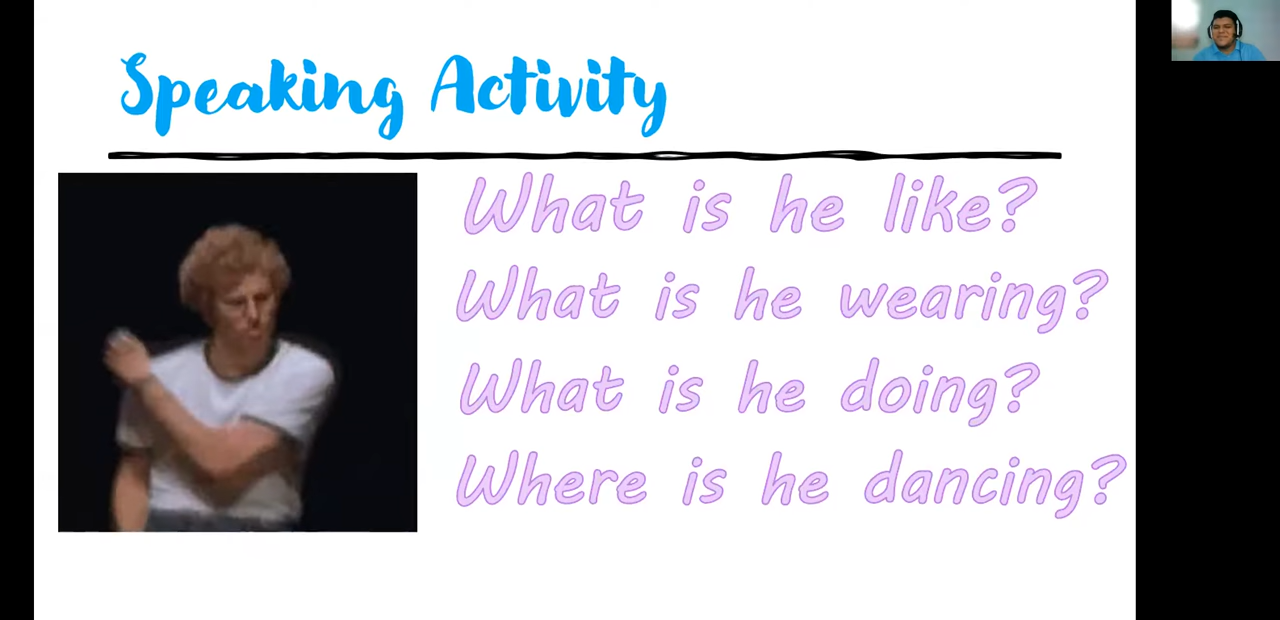 Speaking Activity
What is he like?
What is he wearing?
What is he doing?
Where is he dancing?